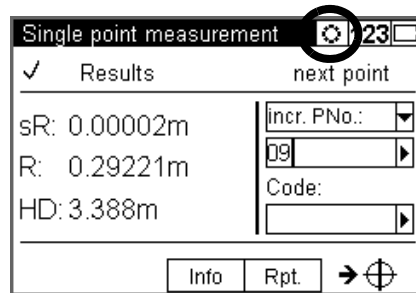 Single point measurement 123
✓ Results next point
sR: 0.00002m
R: 0.29221m
HD: 3.388m
incr. PNo.:
09
Code:
Info Rpt.